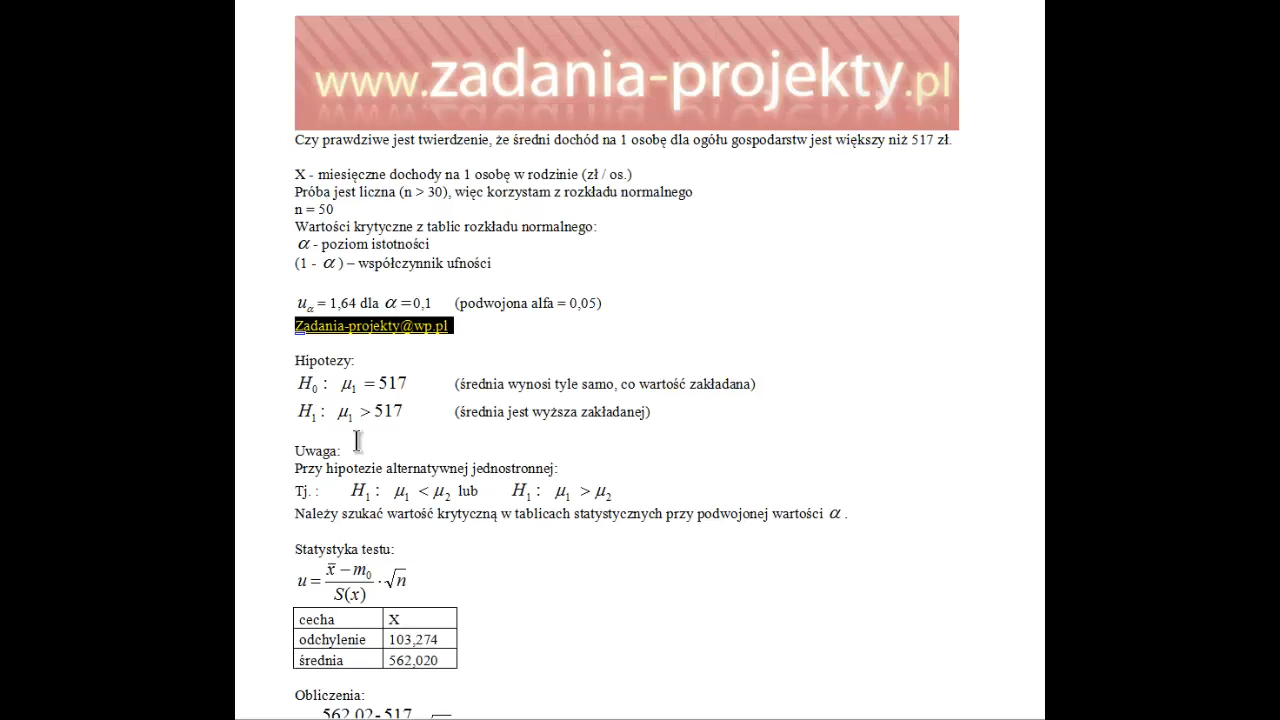 www.zadania-projekty.pl
Czy prawdziwe jest twierdzenie, że średni dochód na 1 osobę dla ogółu gospodarstw jest większy niż 517 zł.
X - miesięczne dochody na 1 osobę w rodzinie (zł / os.)
Próba jest liczna (n > 30), więc korzystam z rozkładu normalnego
n = 50
Wartości krytyczne z tablic rozkładu normalnego:
α - poziom istotności
(1 - α ) – współczynnik ufności
uα = 1,64 dla α =0,1 (podwojona alfa = 0,05)
Zadania-projekty@wp.pl
Hipotezy:
H0 : μ1 = 517 (średnia wynosi tyle samo, co wartość zakładana)
H1 : μ1 > 517 (średnia jest wyższa zakładanej)
Uwaga:
Przy hipotezie alternatywnej jednostronnej:
Tj. : H1 : μ1 < μ2 lub H1 : μ1 > μ2
Należy szukać wartość krytyczną w tablicach statystycznych przy podwojonej wartości α .
Statystyka testu:
u = (x̄ − m0)/S(x) · √n
cecha X
odchylenie 103,274
średnia 562,020
Obliczenia:
562,02-517